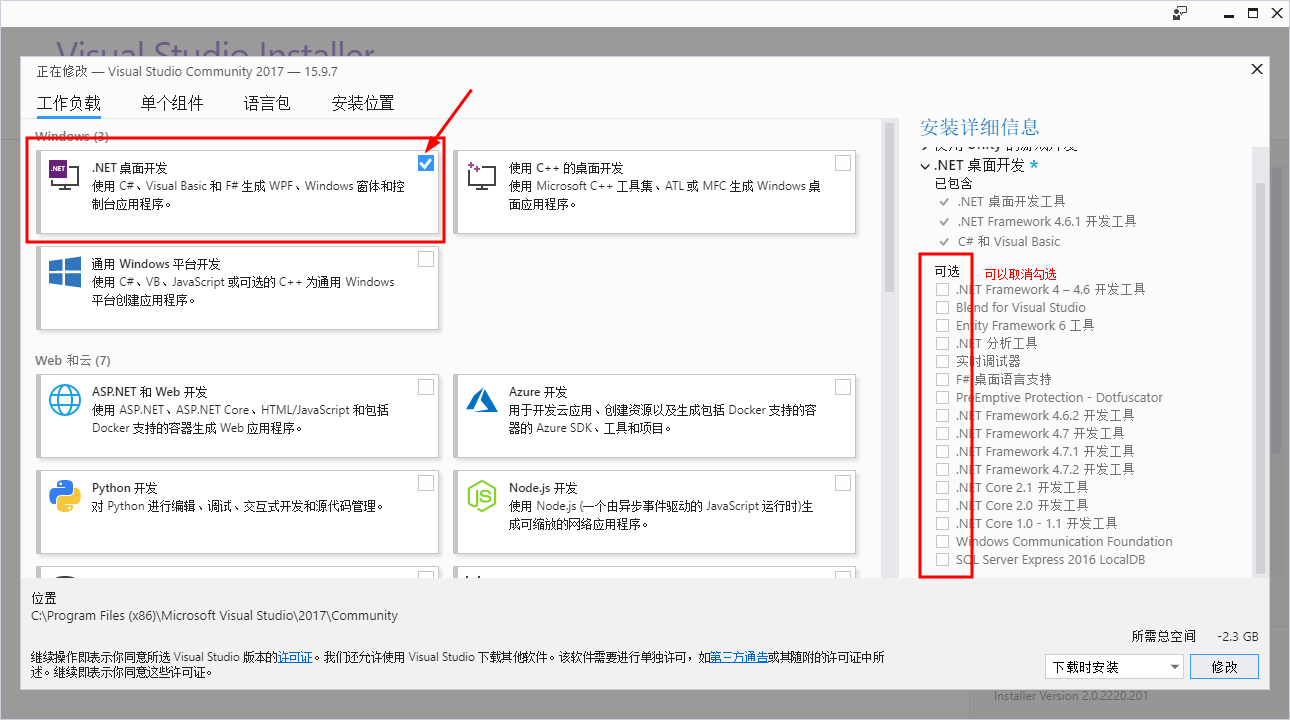 Visual Studio Installer
正在修改 — Visual Studio Community 2017 — 15.9.7
工作负载 单个组件 语言包 安装位置
Windows (3)
.NET 桌面开发
使用 C#、Visual Basic 和 F# 生成 WPF、Windows 窗体和控
制台应用程序。
使用 C++ 的桌面开发
使用 Microsoft C++ 工具集、ATL 或 MFC 生成 Windows 桌
面应用程序。
通用 Windows 平台开发
使用 C#、VB、JavaScript 或可选的 C++ 为通用 Windows
平台创建应用程序。
Web 和云 (7)
ASP.NET 和 Web 开发
使用 ASP.NET、ASP.NET Core、HTML/JavaScript 和包括
Docker 支持的容器生成 Web 应用程序。
Azure 开发
用于开发云应用、创建资源以及生成包括 Docker 支持的容
器的 Azure SDK、工具和项目。
Python 开发
对 Python 进行编辑、调试、交互式开发和源代码管理。
Node.js 开发
使用 Node.js (一个由异步事件驱动的 JavaScript 运行时)生
成可缩放的网络应用程序。
安装详细信息
使用 Unity 的游戏开发
.NET 桌面开发 *
已包含
.NET 桌面开发工具
.NET Framework 4.6.1 开发工具
C# 和 Visual Basic
可选 可以取消勾选
.NET Framework 4 – 4.6 开发工具
Blend for Visual Studio
Entity Framework 6 工具
.NET 分析工具
实时调试器
F# 桌面语言支持
PreEmptive Protection - Dotfuscator
.NET Framework 4.6.2 开发工具
.NET Framework 4.7 开发工具
.NET Framework 4.7.1 开发工具
.NET Framework 4.7.2 开发工具
.NET Core 2.1 开发工具
.NET Core 2.0 开发工具
.NET Core 1.0 - 1.1 开发工具
Windows Communication Foundation
SQL Server Express 2016 LocalDB
位置
C:\Program Files (x86)\Microsoft Visual Studio\2017\Community
所需总空间 -2.3 GB
继续操作即表示你同意所选 Visual Studio 版本的许可证。我们还允许使用 Visual Studio 下载其他软件。该软件需要进行单独许可，如第三方通告或其随附的许可证中所
述。继续即表示你同意这些许可证。
下载时安装 修改
Installer Version 2.0.2220.201